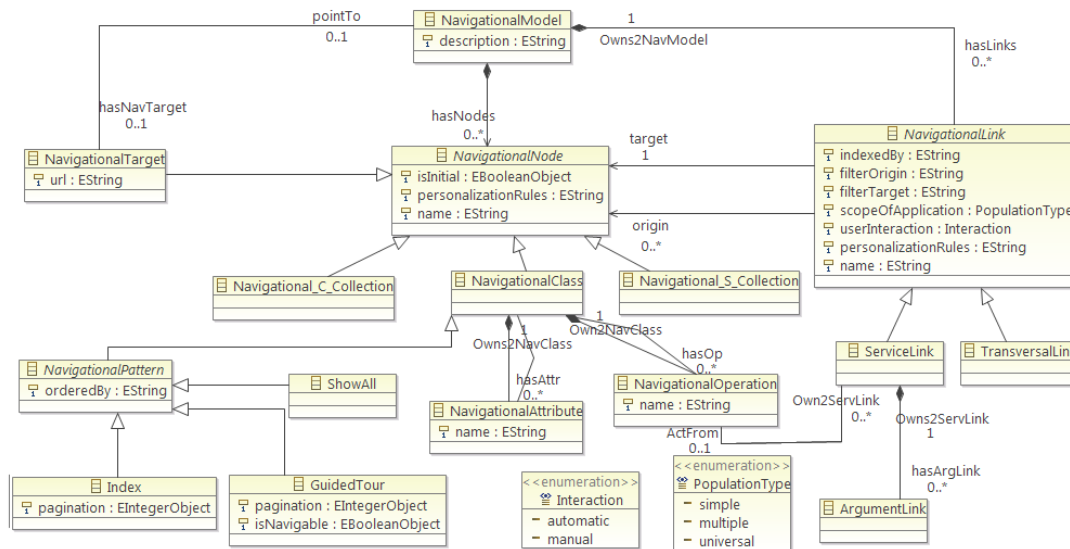 pointTo
0..1
NavigationalModel
description : EString
1
Owns2NavModel
hasLinks
0..*
hasNavTarget
0..1
hasNodes
0..*
target
1
NavigationalTarget
url : EString
NavigationalNode
isInitial : EBooleanObject
personalizationRules : EString
name : EString
origin
0..*
NavigationalLink
indexedBy : EString
filterOrigin : EString
filterTarget : EString
scopeOfApplication : PopulationType
userInteraction : Interaction
personalizationRules : EString
name : EString
Navigational_C_Collection
NavigationalClass
Navigational_S_Collection
1
Owns2NavClass
1
Own2NavClass
hasAttr
0..*
hasOp
0..*
NavigationalPattern
orderedBy : EString
ShowAll
NavigationalAttribute
name : EString
NavigationalOperation
name : EString
ServiceLink
TransversalLin
Own2ServLink
0..*
Owns2ServLink
1
ActFrom
0..1
hasArgLink
0..*
Index
pagination : EIntegerObject
GuidedTour
pagination : EIntegerObject
isNavigable : EBooleanObject
<<enumeration>>
Interaction
automatic
manual
<<enumeration>>
PopulationType
simple
multiple
universal
ArgumentLink